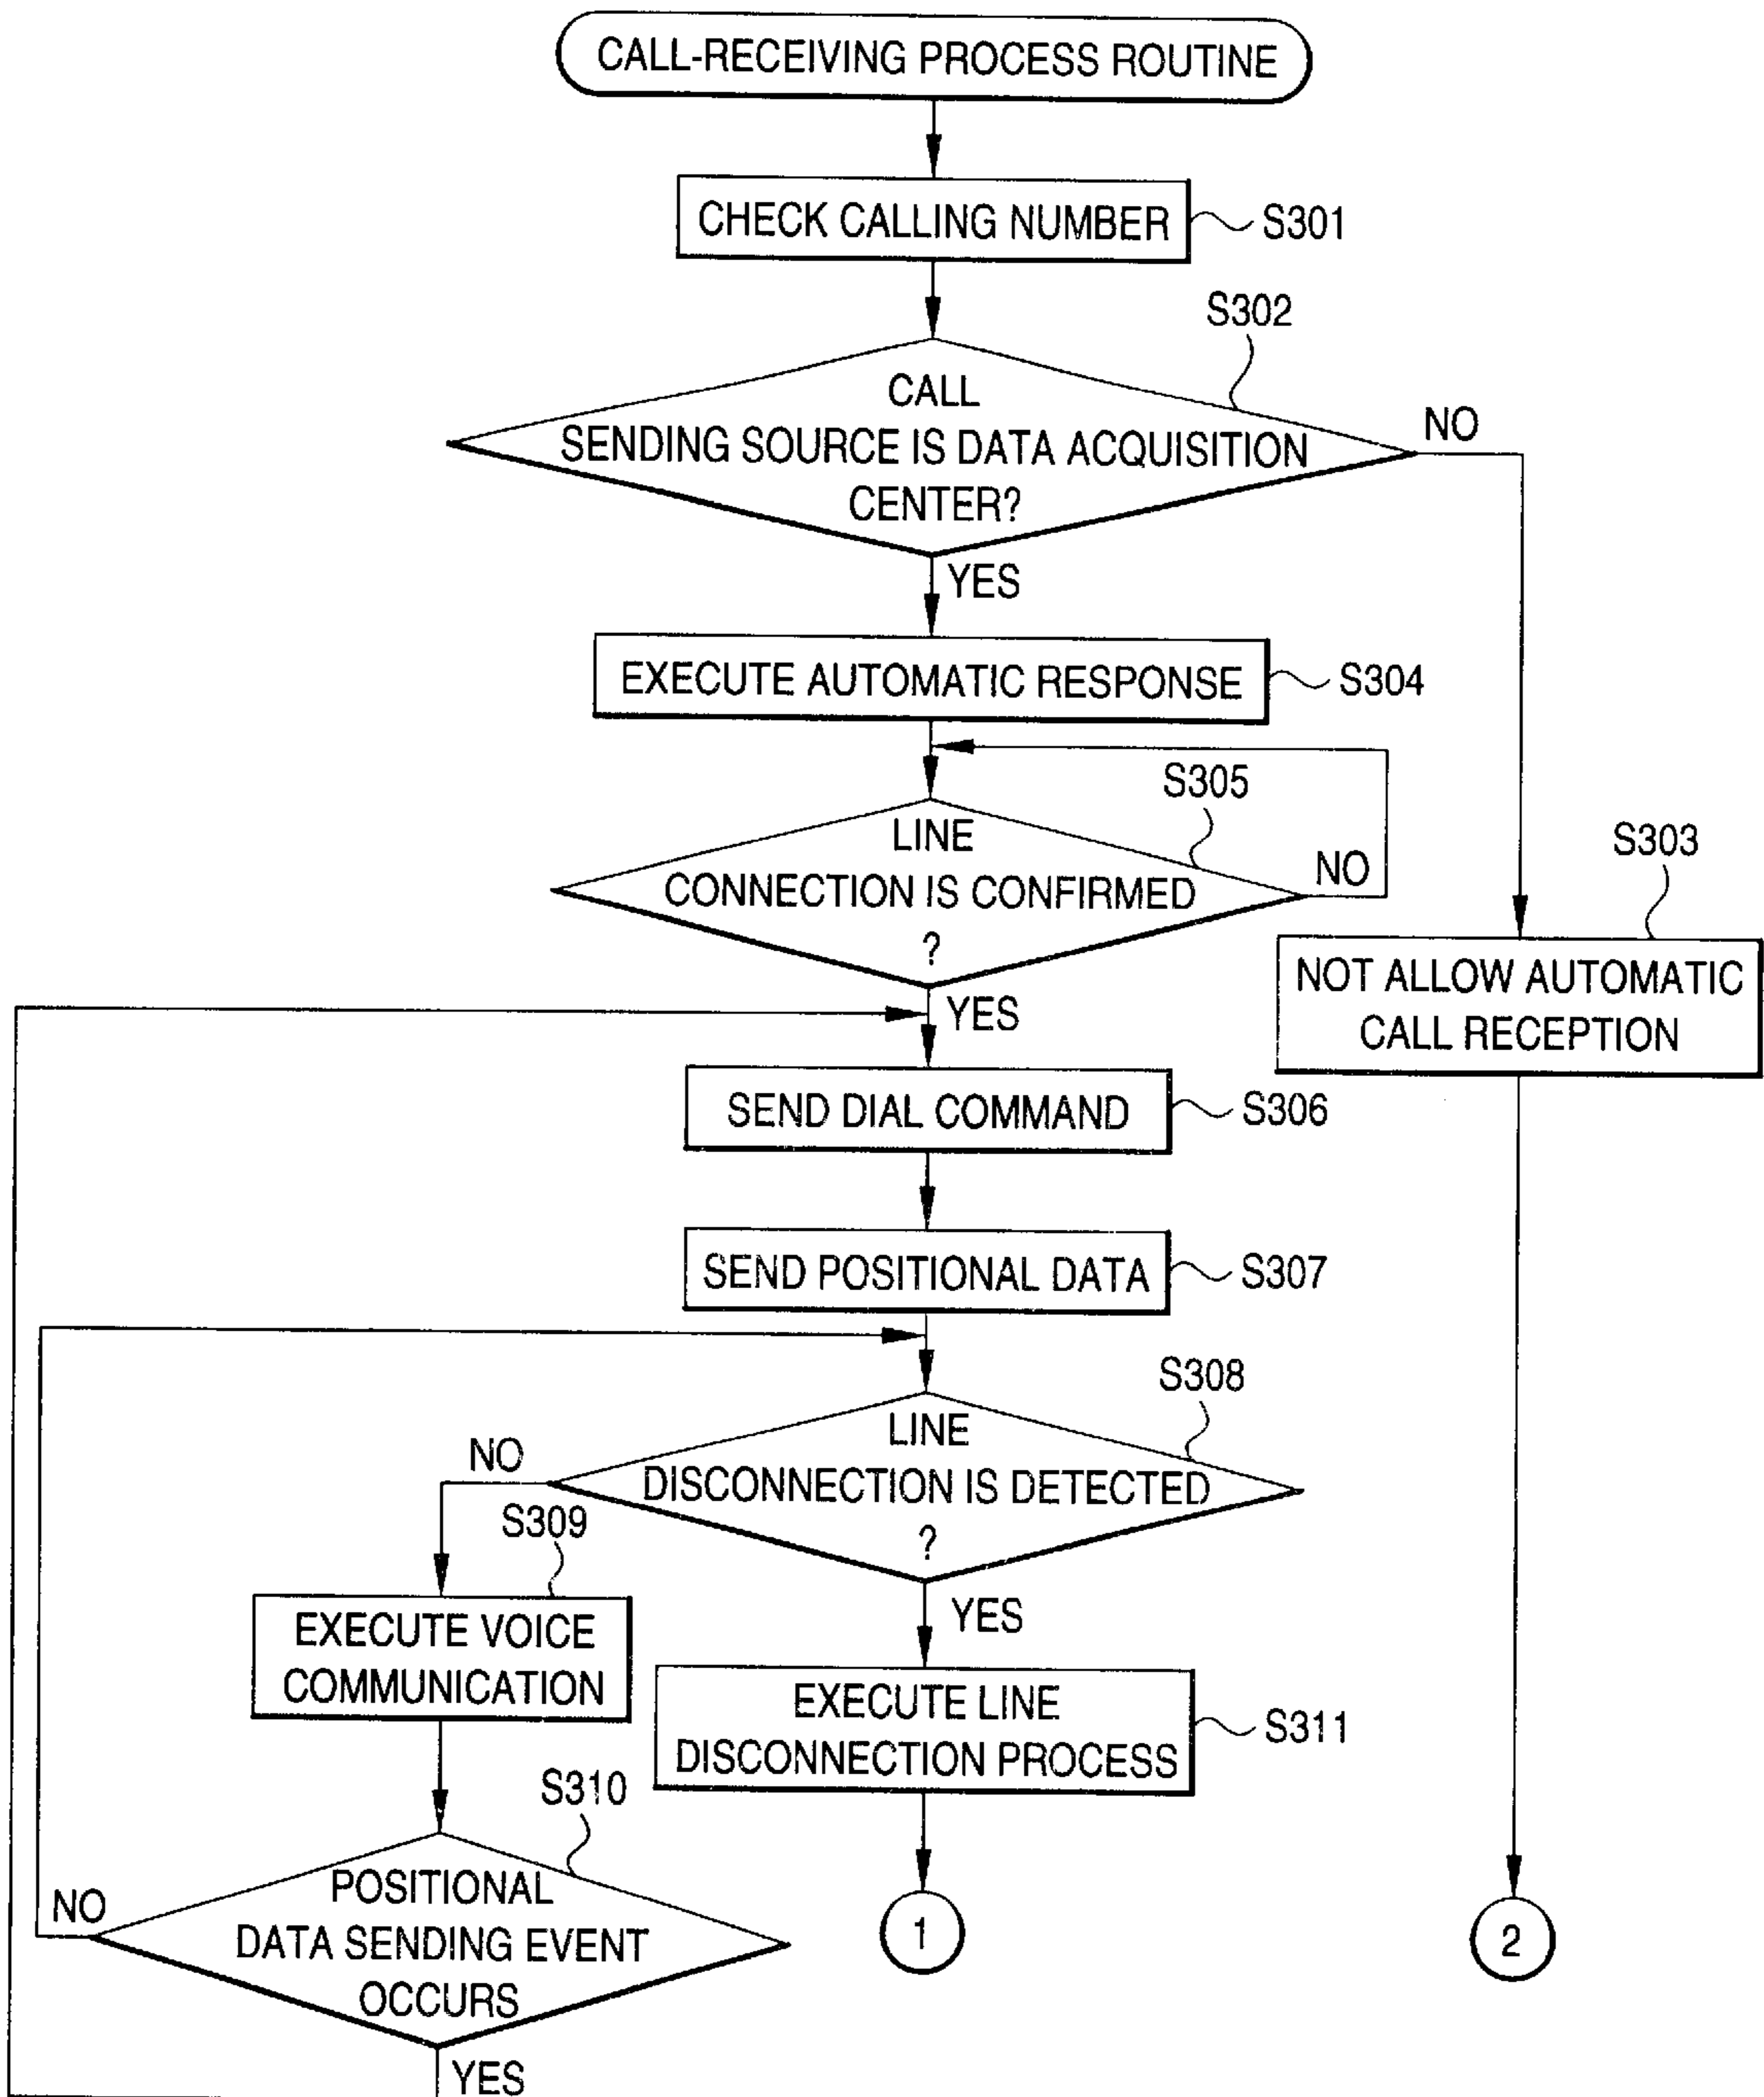 CALL-RECEIVING PROCESS ROUTINE
CHECK CALLING NUMBER
S301
S302
CALL
SENDING SOURCE IS DATA ACQUISITION
CENTER?
NO
YES
EXECUTE AUTOMATIC RESPONSE
S304
S305
LINE
CONNECTION IS CONFIRMED
?
NO
S303
NOT ALLOW AUTOMATIC
CALL RECEPTION
YES
SEND DIAL COMMAND
S306
SEND POSITIONAL DATA
S307
S308
LINE
DISCONNECTION IS DETECTED
?
NO
S309
YES
EXECUTE VOICE
COMMUNICATION
EXECUTE LINE
DISCONNECTION PROCESS
S311
S310
POSITIONAL
DATA SENDING EVENT
OCCURS
NO
1
2
YES